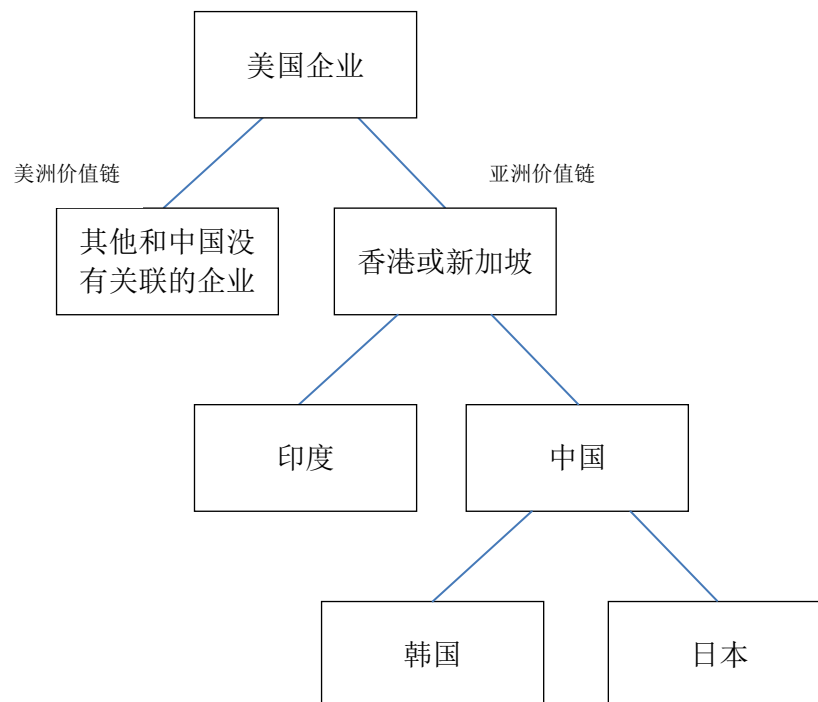 美国企业
美洲价值链
亚洲价值链
其他和中国没
有关联的企业
香港或新加坡
印度
中国
韩国
日本